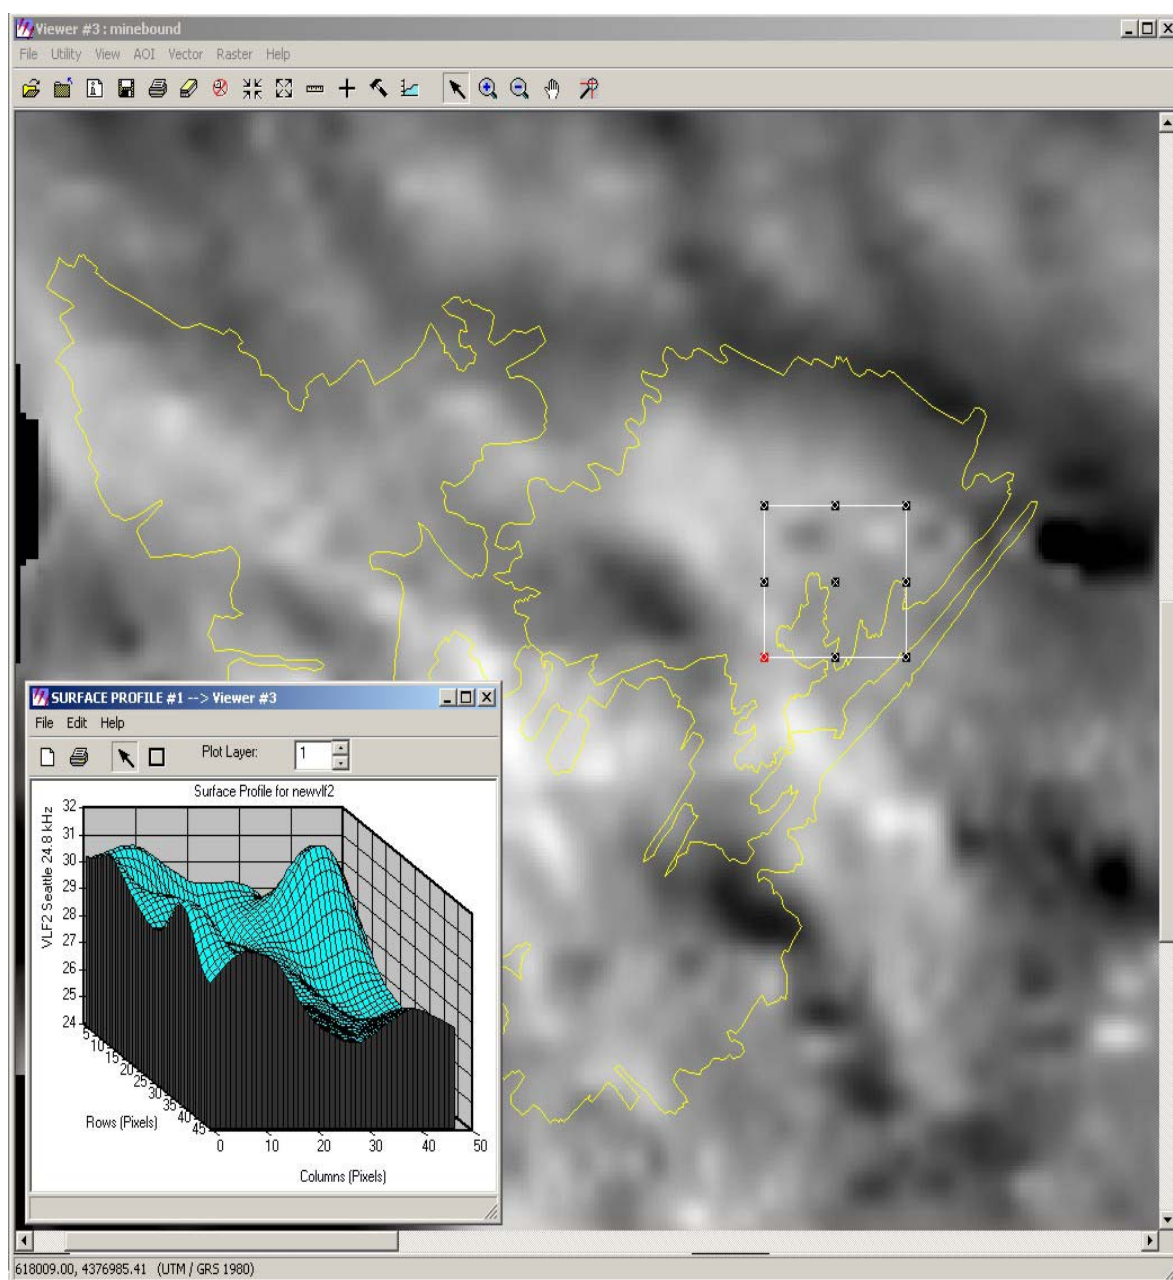 Viewer #3 : minebound
File Utility View AOI Vector Raster Help
SURFACE PROFILE #1 --> Viewer #3
File Edit Help
Plot Layer: 1
Surface Profile for newvlf2
VLF2 Seattle 24.8 kHz
32
31
30
29
28
27
26
25
24
5
10
15
20
25
30
35
40
45
Rows (Pixels)
0 10 20 30 40 50
Columns (Pixels)
618009.00, 4376985.41 (UTM / GRS 1980)